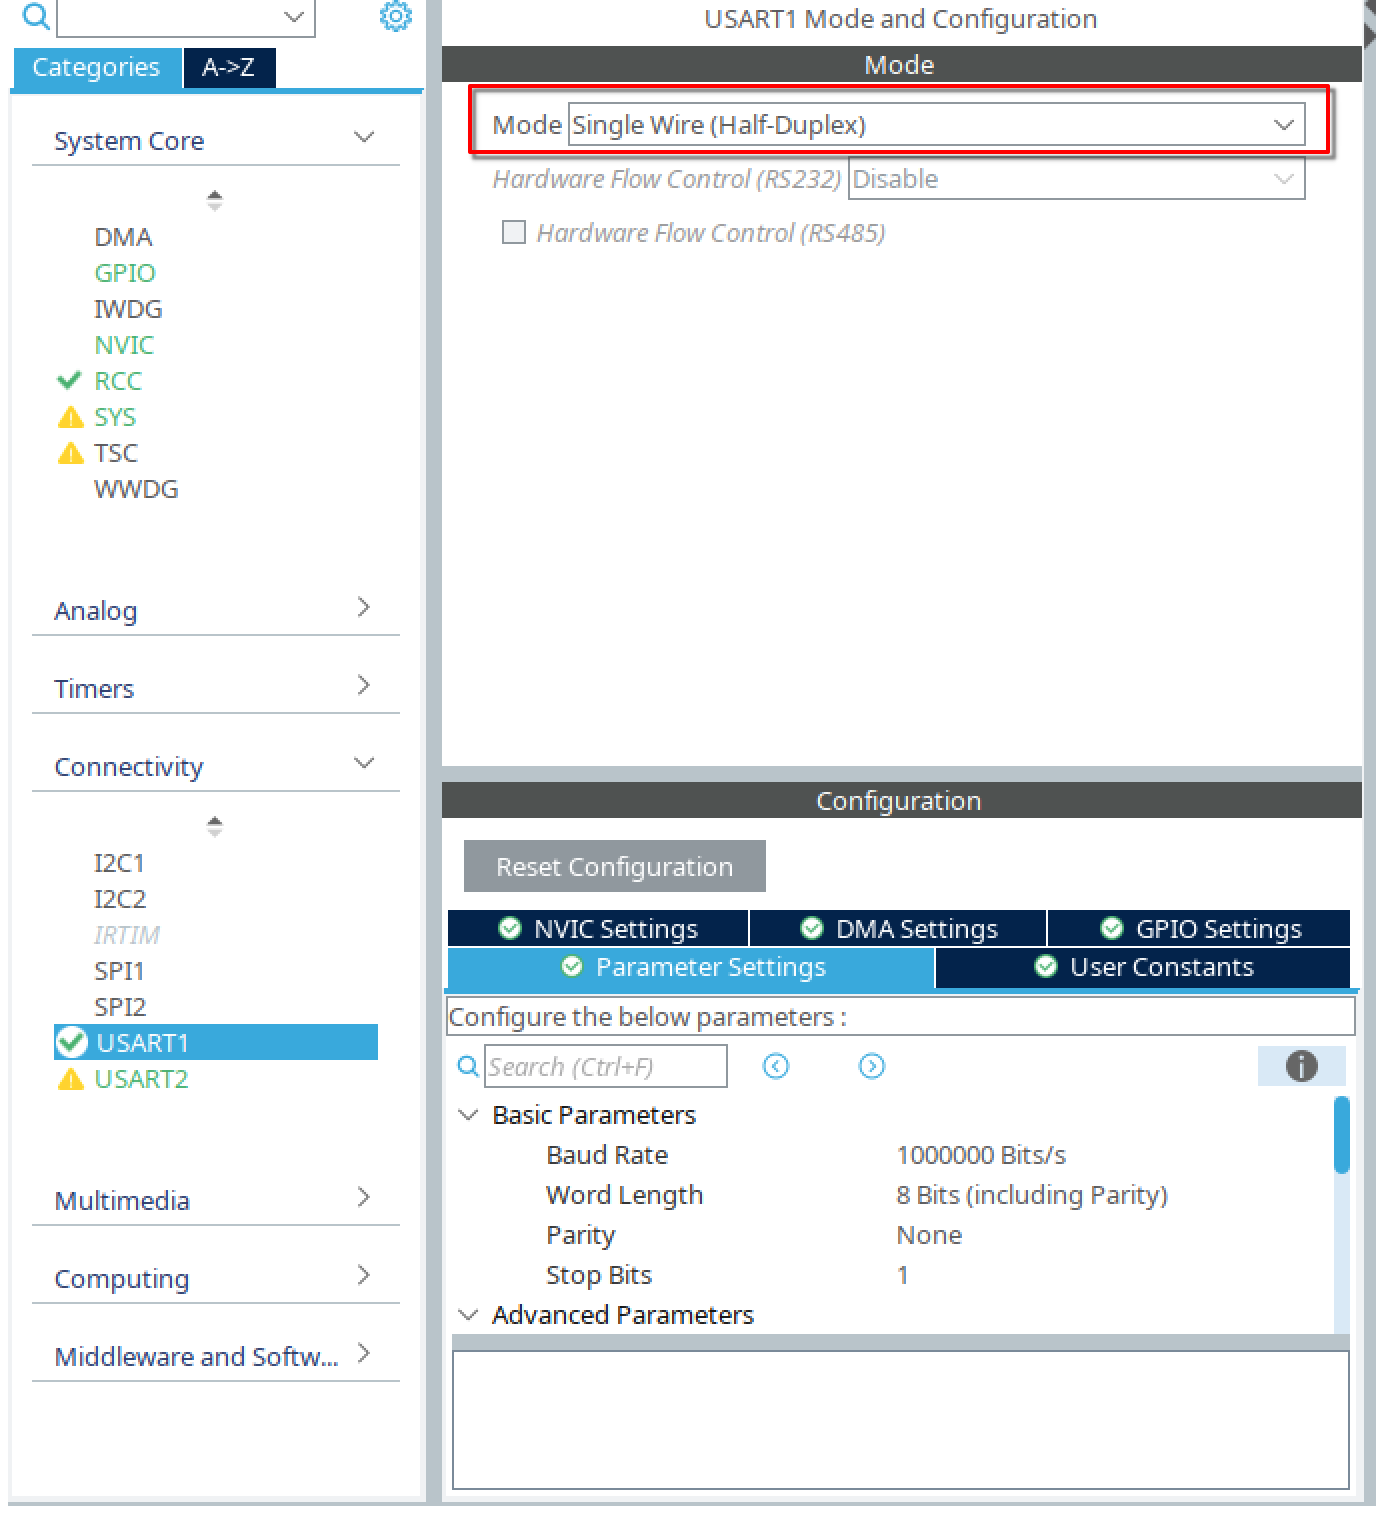 Categories
A->Z
System Core
DMA
GPIO
IWDG
NVIC
RCC
SYS
TSC
WWDG
Analog
Timers
Connectivity
I2C1
I2C2
IRTIM
SPI1
SPI2
USART1
USART2
Multimedia
Computing
Middleware and Softw...
USART1 Mode and Configuration
Mode
Mode Single Wire (Half-Duplex)
Hardware Flow Control (RS232) Disable
Hardware Flow Control (RS485)
Configuration
Reset Configuration
NVIC Settings
DMA Settings
GPIO Settings
Parameter Settings
User Constants
Configure the below parameters :
Search (Ctrl+F)
Basic Parameters
Baud Rate 1000000 Bits/s
Word Length 8 Bits (including Parity)
Parity None
Stop Bits 1
Advanced Parameters